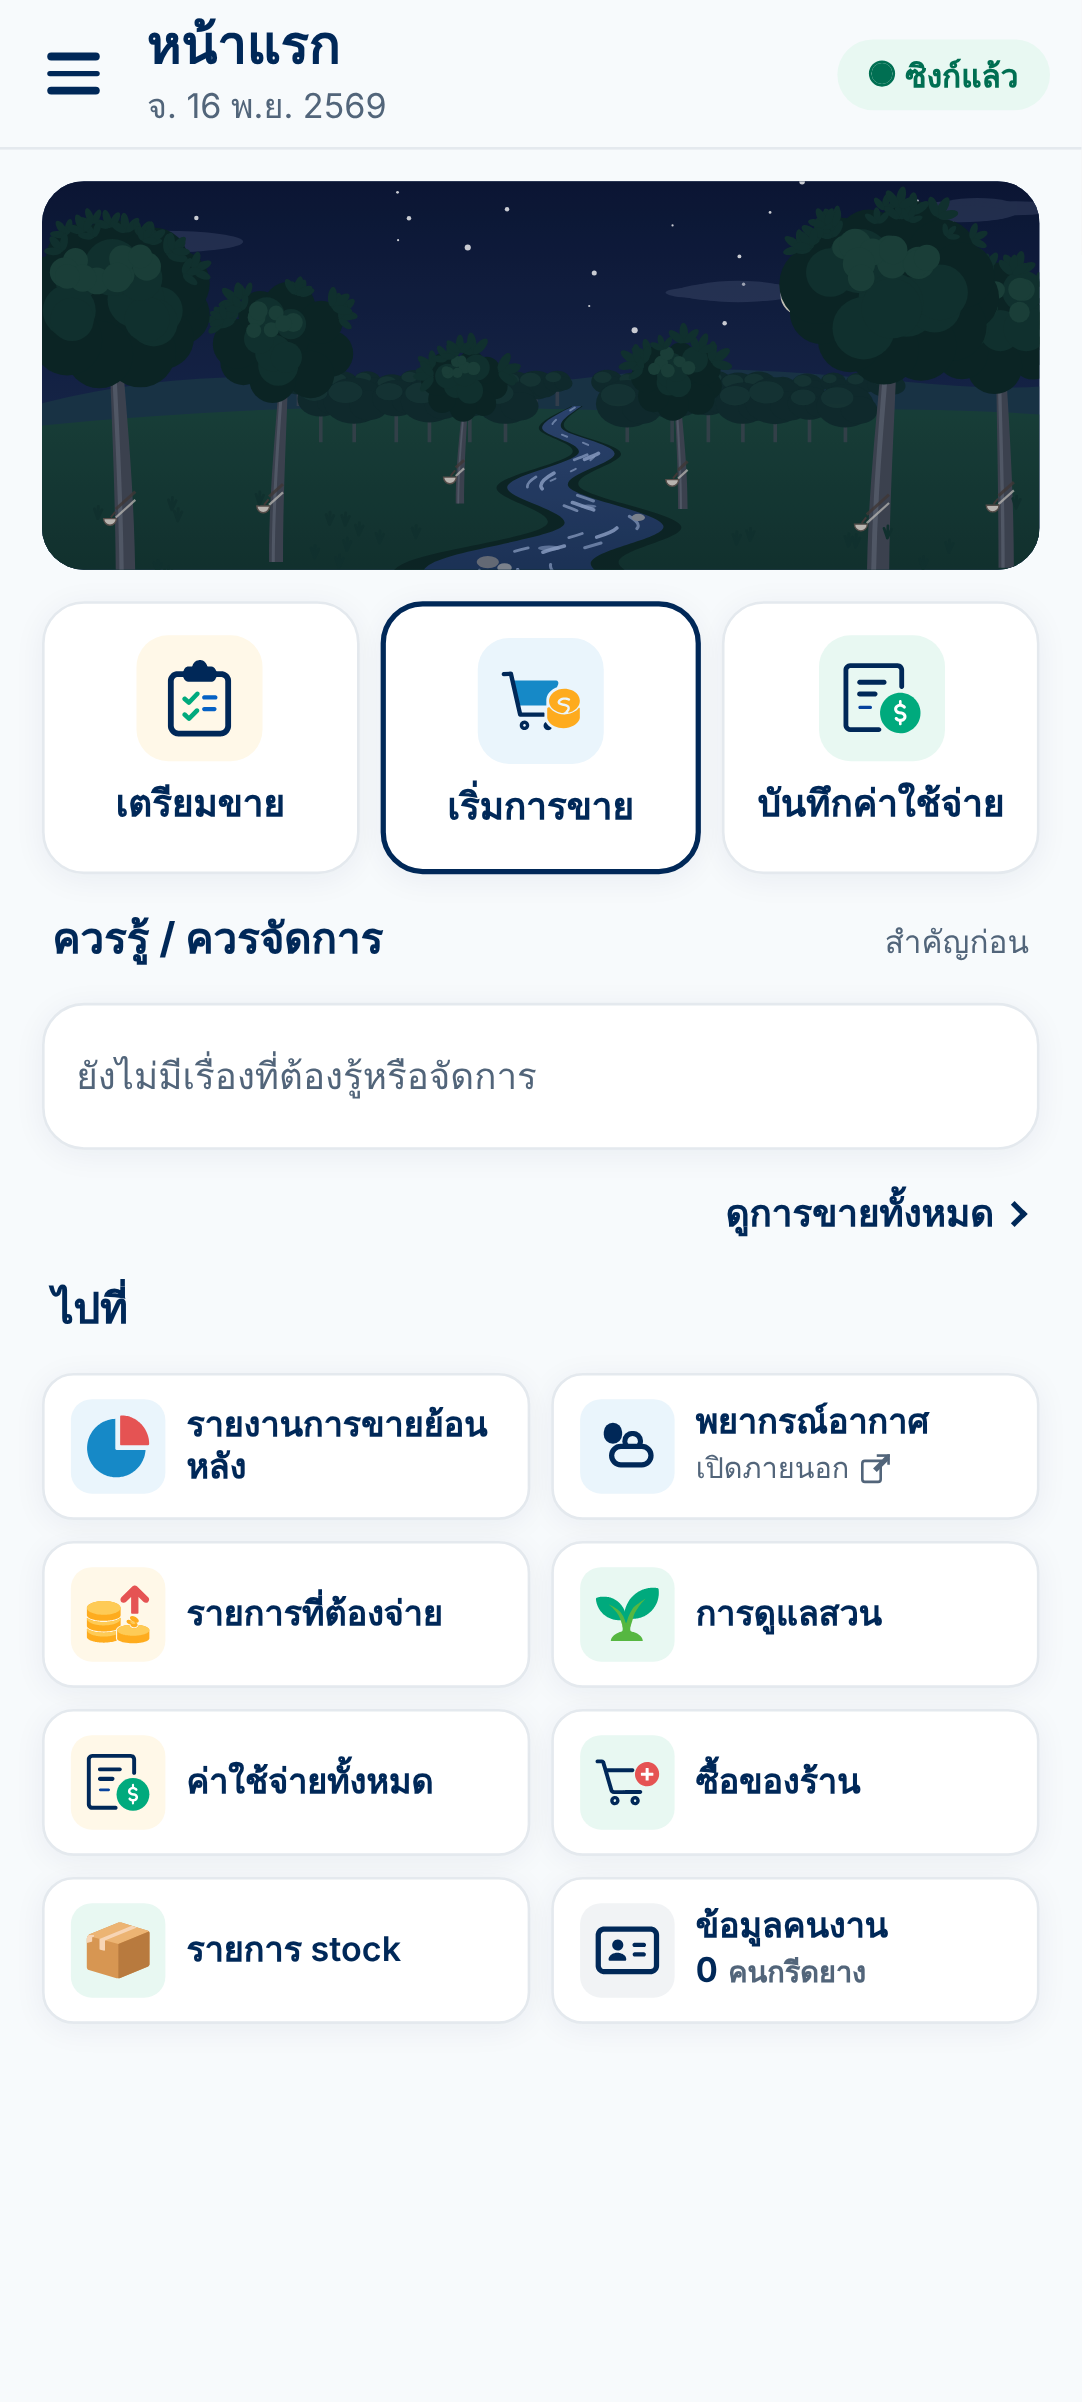 หน้าแรก
จ. 16 พ.ย. 2569
ซิงก์แล้ว
เตรียมขาย
เริ่มการขาย
บันทึกค่าใช้จ่าย
ควรรู้ / ควรจัดการ
สำคัญก่อน
ยังไม่มีเรื่องที่ต้องรู้หรือจัดการ
ดูการขายทั้งหมด
ไปที่
รายงานการขายย้อน
หลัง
พยากรณ์อากาศ
เปิดภายนอก
รายการที่ต้องจ่าย
การดูแลสวน
ค่าใช้จ่ายทั้งหมด
ซื้อของร้าน
รายการ stock
ข้อมูลคนงาน
0 คนกรีดยาง